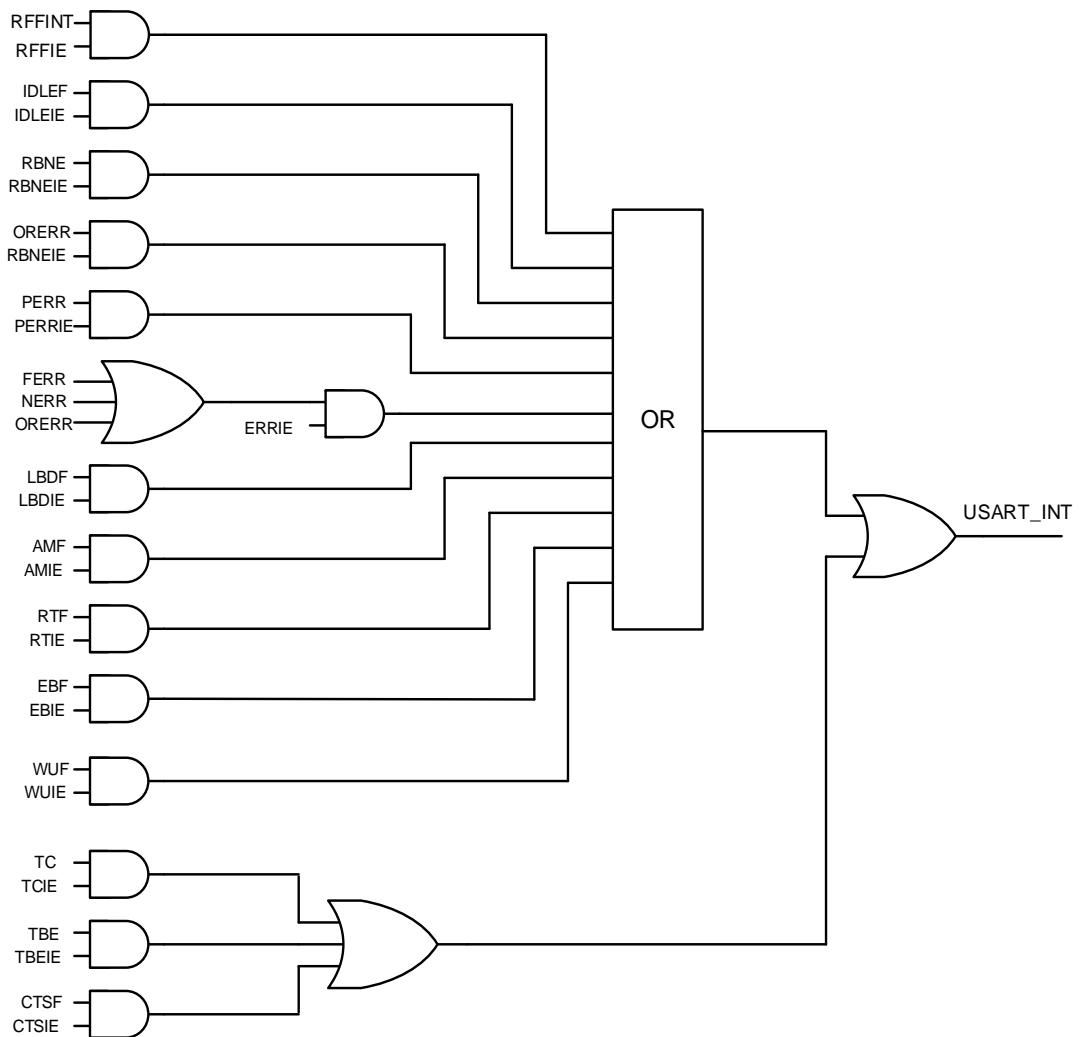 RFFINT
RFFIE
IDLEF
IDLEIE
RBNE
RBNEIE
ORERR
RBNEIE
PERR
PERRIE
FERR
NERR
ORERR
ERRIE
LBDF
LBDIE
AMF
AMIE
RTF
RTIE
EBF
EBIE
WUF
WUIE
OR
USART_INT
TC
TCIE
TBE
TBEIE
CTSF
CTSIE